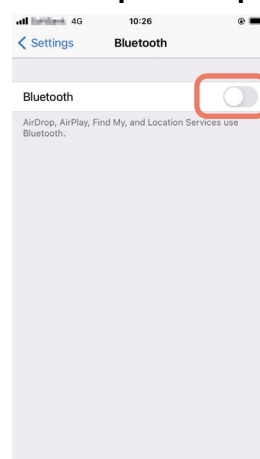 4G 10:26
Settings Bluetooth
Bluetooth
AirDrop, AirPlay, Find My, and Location Services use
Bluetooth.